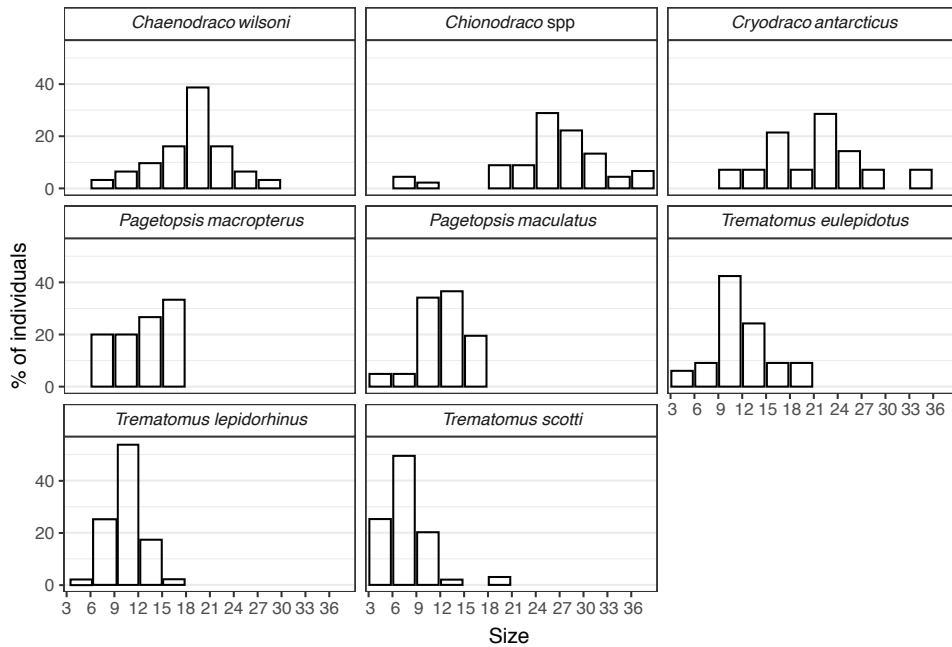 Chaenodraco wilsoni
Chionodraco spp
Cryodraco antarcticus
40
20
0
Pagetopsis macropterus
Pagetopsis maculatus
Trematomus eulepidotus
% of individuals
40
20
0
3 6 9 12 15 18 21 24 27 30 33 36
Trematomus lepidorhinus
Trematomus scotti
40
20
0
3 6 9 12 15 18 21 24 27 30 33 36
3 6 9 12 15 18 21 24 27 30 33 36
Size